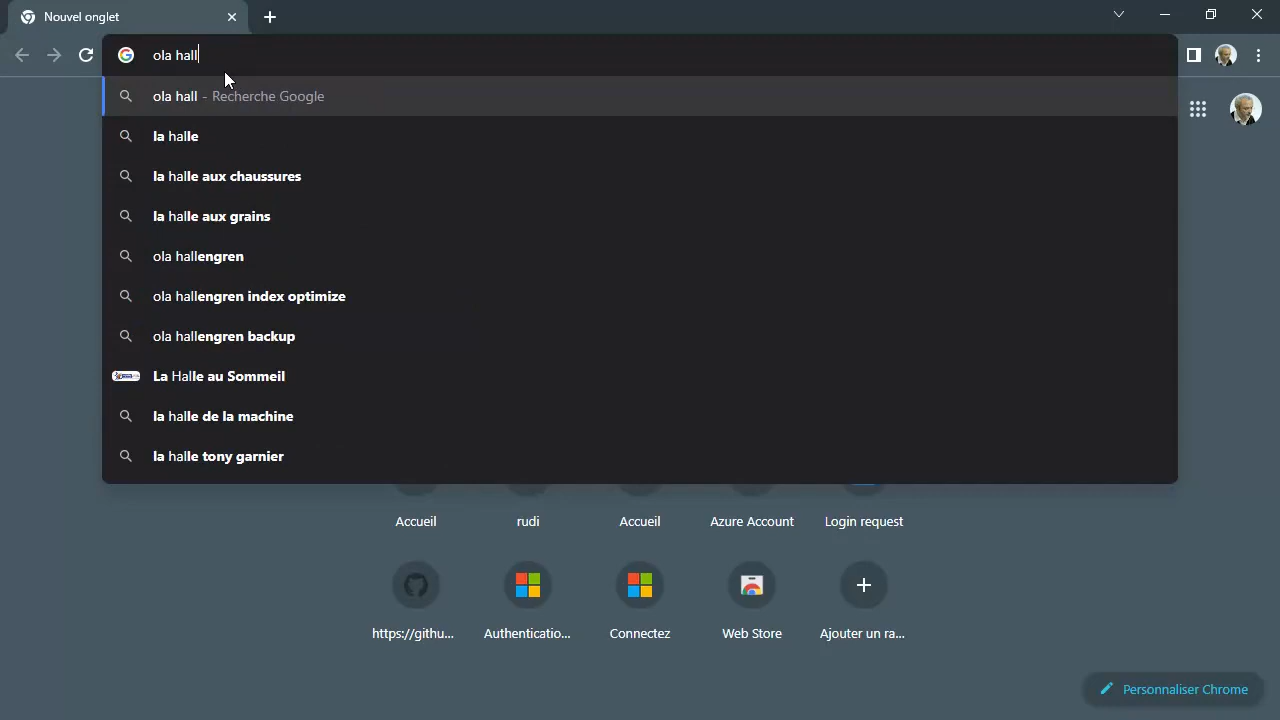 Nouvel onglet
ola hall
ola hall - Recherche Google
la halle
la halle aux chaussures
la halle aux grains
ola hallengren
ola hallengren index optimize
ola hallengren backup
La Halle au Sommeil
la halle de la machine
la halle tony garnier
Accueil
rudi
Accueil
Azure Account
Login request
https://githu...
Authenticatio...
Connectez
Web Store
Ajouter un ra...
Personnaliser Chrome